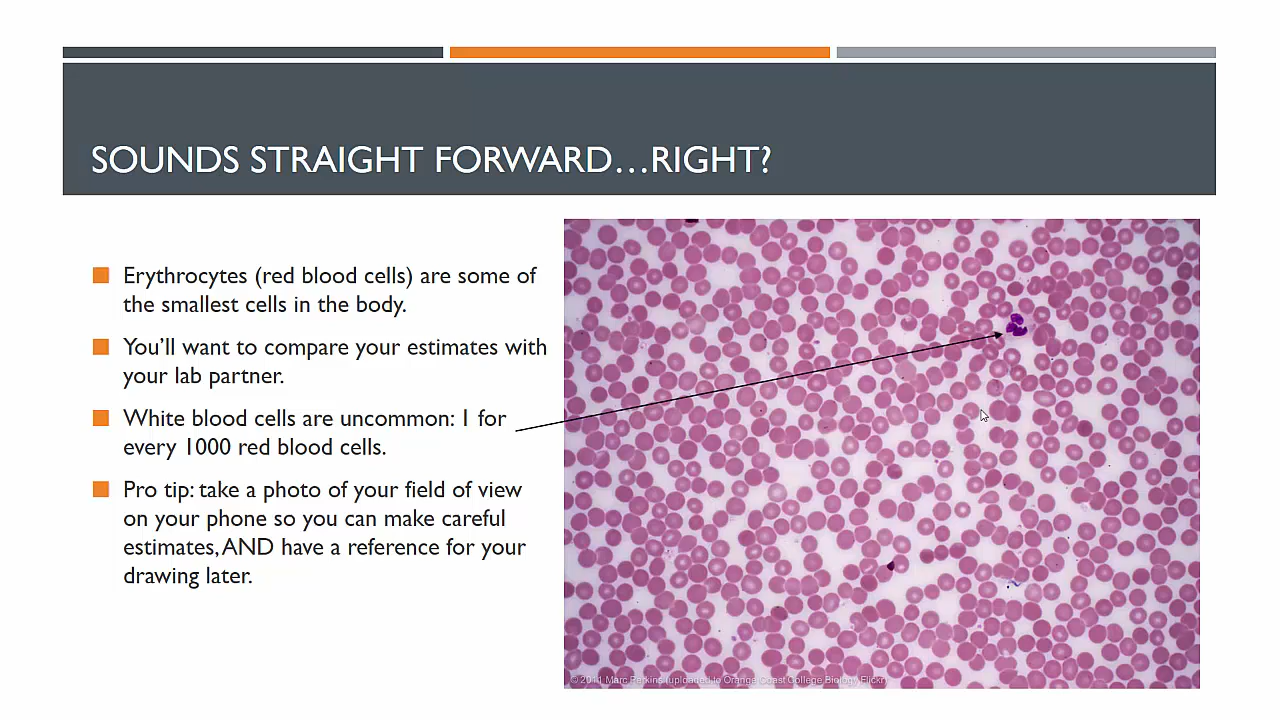 SOUNDS STRAIGHT FORWARD...RIGHT?
Erythrocytes (red blood cells) are some of
the smallest cells in the body.
You'll want to compare your estimates with
your lab partner.
White blood cells are uncommon: 1 for
every 1000 red blood cells.
Pro tip: take a photo of your field of view
on your phone so you can make careful
estimates, AND have a reference for your
drawing later.
© 2011 Marc Perkins (uploaded to Orange Coast College Biology Flickr)